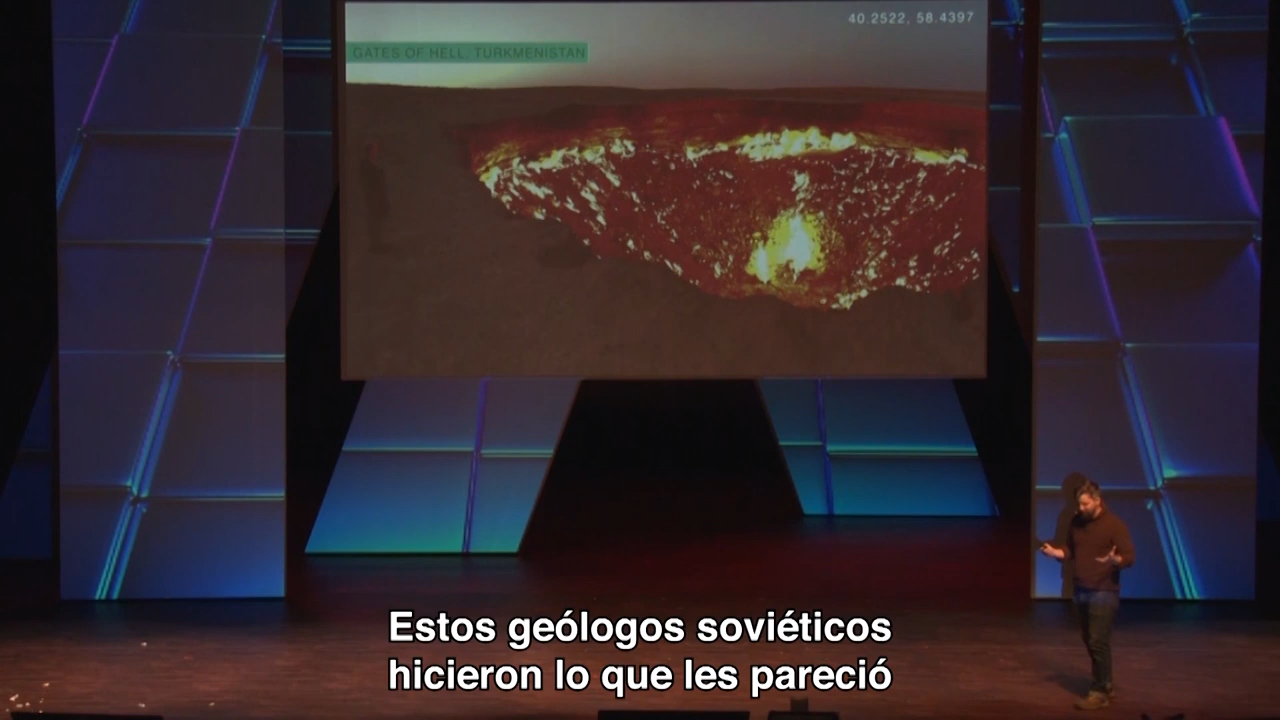 40.2522, 58.4397
GATES OF HELL, TURKMENISTAN
Estos geólogos soviéticos
hicieron lo que les pareció